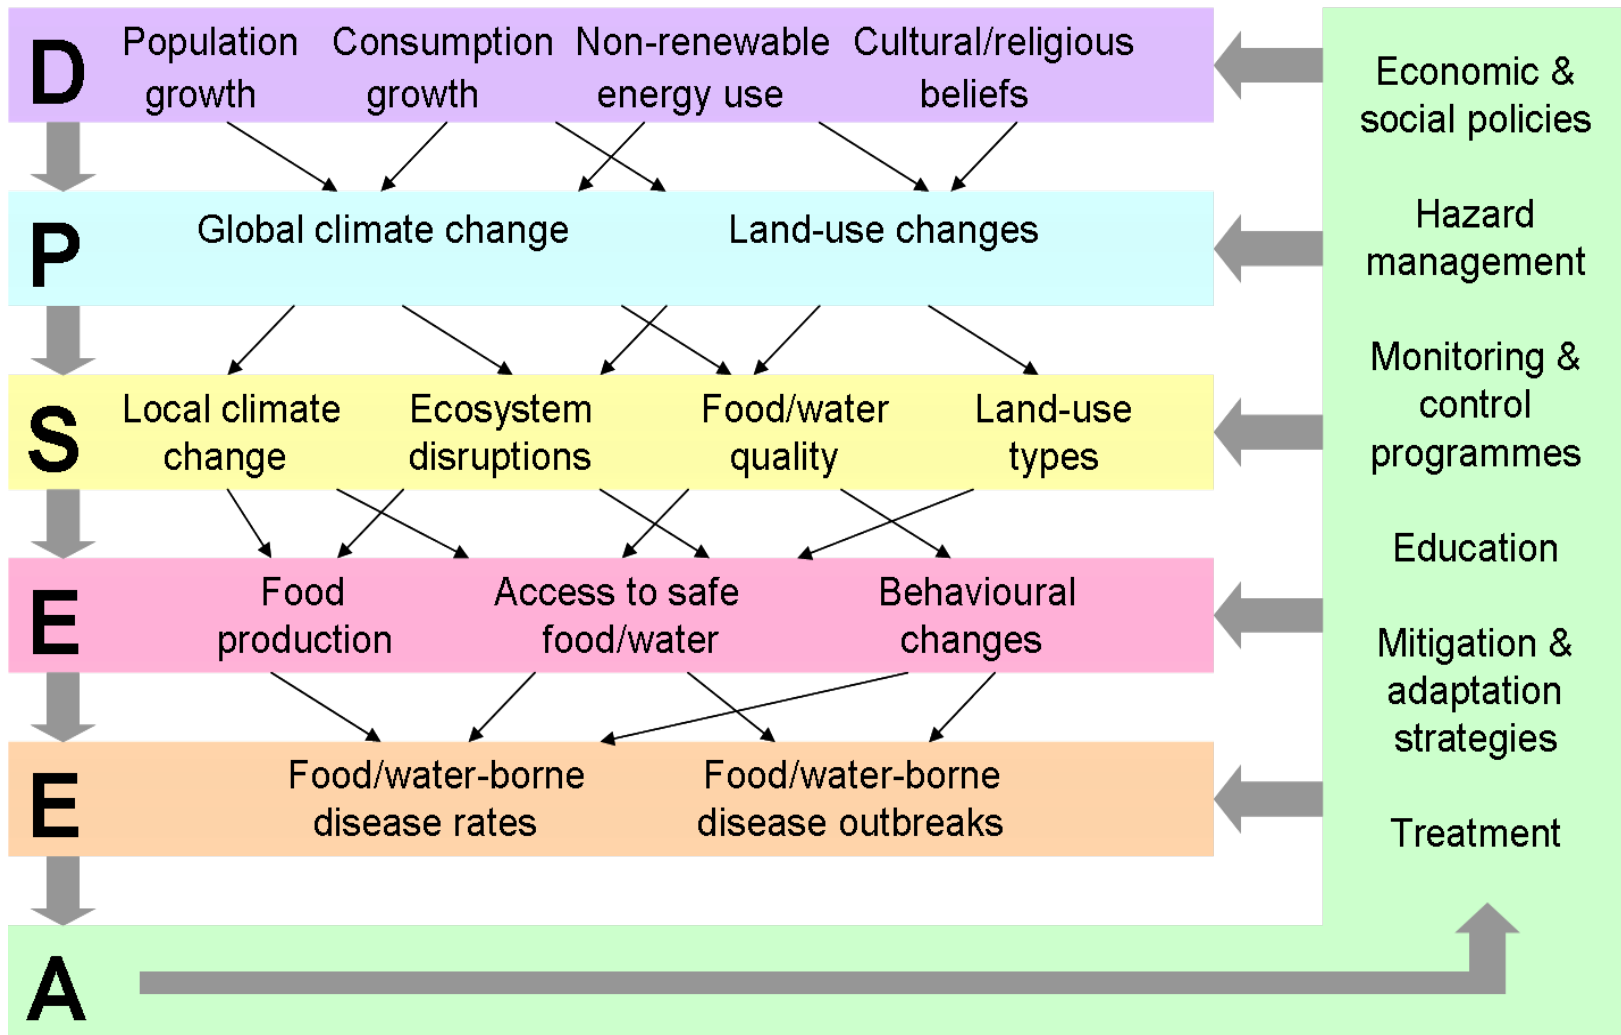 D
Population Consumption Non-renewable Cultural/religious
growth growth energy use beliefs
P
Global climate change Land-use changes
S
Local climate Ecosystem Food/water Land-use
change disruptions quality types
E
Food Access to safe Behavioural
production food/water changes
E
Food/water-borne Food/water-borne
disease rates disease outbreaks
A
Economic &
social policies
Hazard
management
Monitoring &
control
programmes
Education
Mitigation &
adaptation
strategies
Treatment